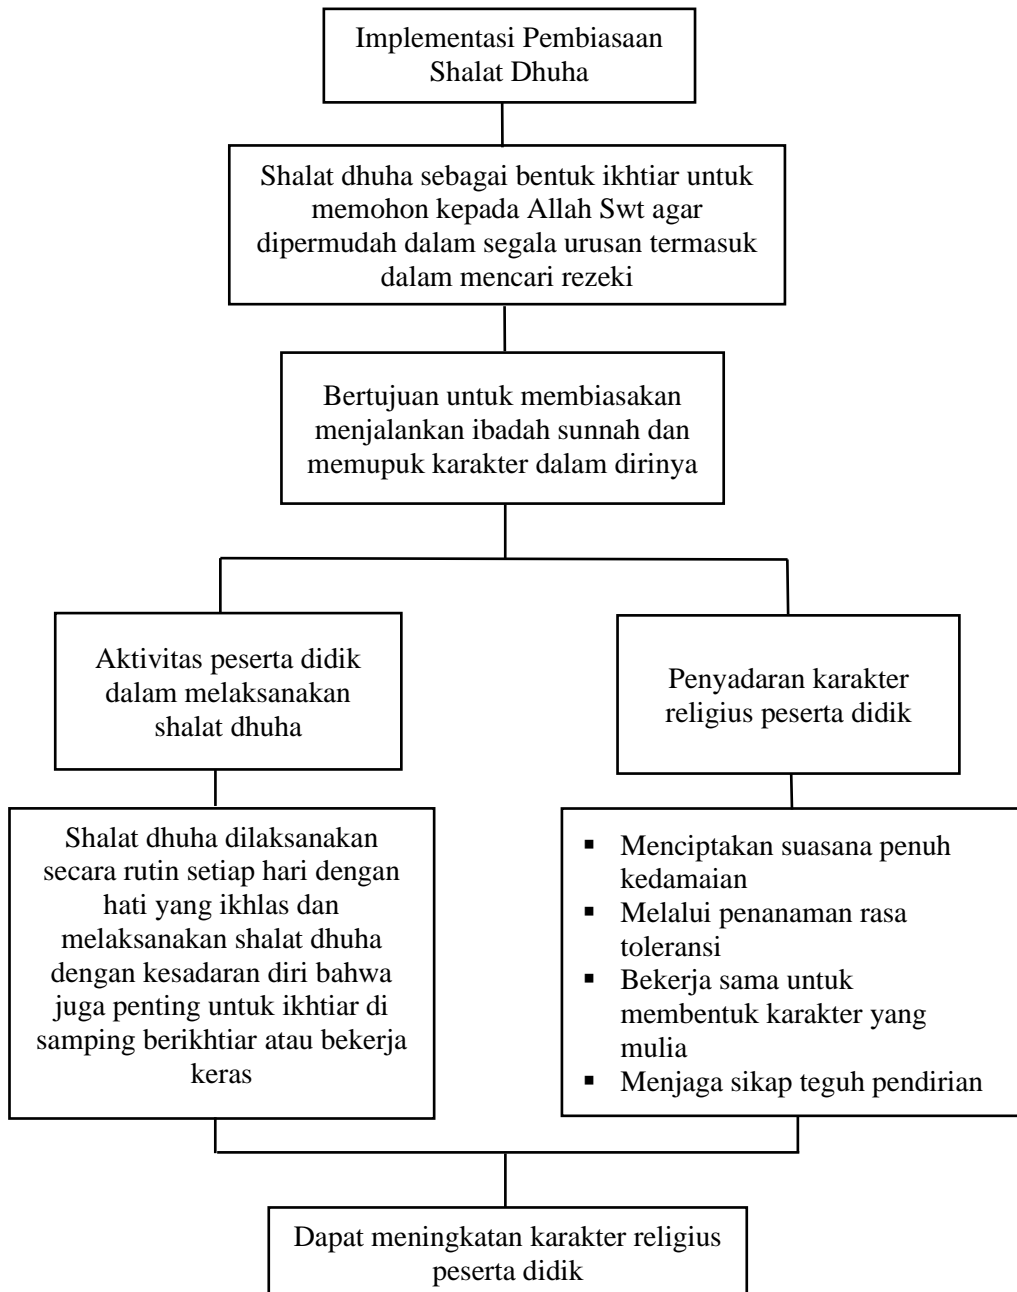 Implementasi Pembiasaan
Shalat Dhuha
Shalat dhuha sebagai bentuk ikhtiar untuk
memohon kepada Allah Swt agar
dipermudah dalam segala urusan termasuk
dalam mencari rezeki
Bertujuan untuk membiasakan
menjalankan ibadah sunnah dan
memupuk karakter dalam dirinya
Aktivitas peserta didik
dalam melaksanakan
shalat dhuha
Penyadaran karakter
religius peserta didik
Shalat dhuha dilaksanakan
secara rutin setiap hari dengan
hati yang ikhlas dan
melaksanakan shalat dhuha
dengan kesadaran diri bahwa
juga penting untuk ikhtiar di
samping berikhtiar atau bekerja
keras
▪ Menciptakan suasana penuh
kedamaian
▪ Melalui penanaman rasa
toleransi
▪ Bekerja sama untuk
membentuk karakter yang
mulia
▪ Menjaga sikap teguh pendirian
Dapat meningkatan karakter religius
peserta didik